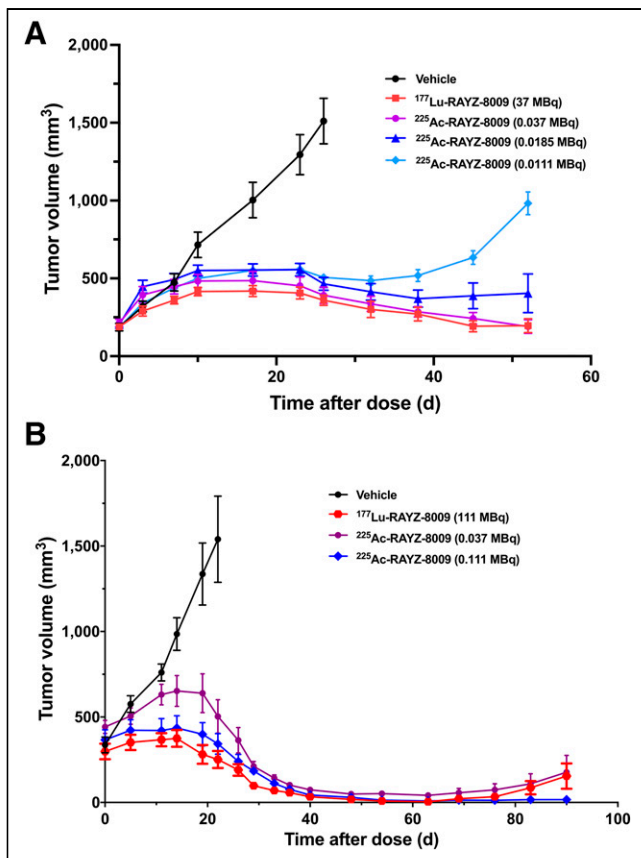 A
2,000
1,500
1,000
500
0
Tumor volume (mm³)
Vehicle
¹⁷⁷Lu-RAYZ-8009 (37 MBq)
²²⁵Ac-RAYZ-8009 (0.037 MBq)
²²⁵Ac-RAYZ-8009 (0.0185 MBq)
²²⁵Ac-RAYZ-8009 (0.0111 MBq)
0 20 40 60
Time after dose (d)
B
2,000
1,500
1,000
500
0
Tumor volume (mm³)
Vehicle
¹⁷⁷Lu-RAYZ-8009 (111 MBq)
²²⁵Ac-RAYZ-8009 (0.037 MBq)
²²⁵Ac-RAYZ-8009 (0.111 MBq)
0 20 40 60 80 100
Time after dose (d)